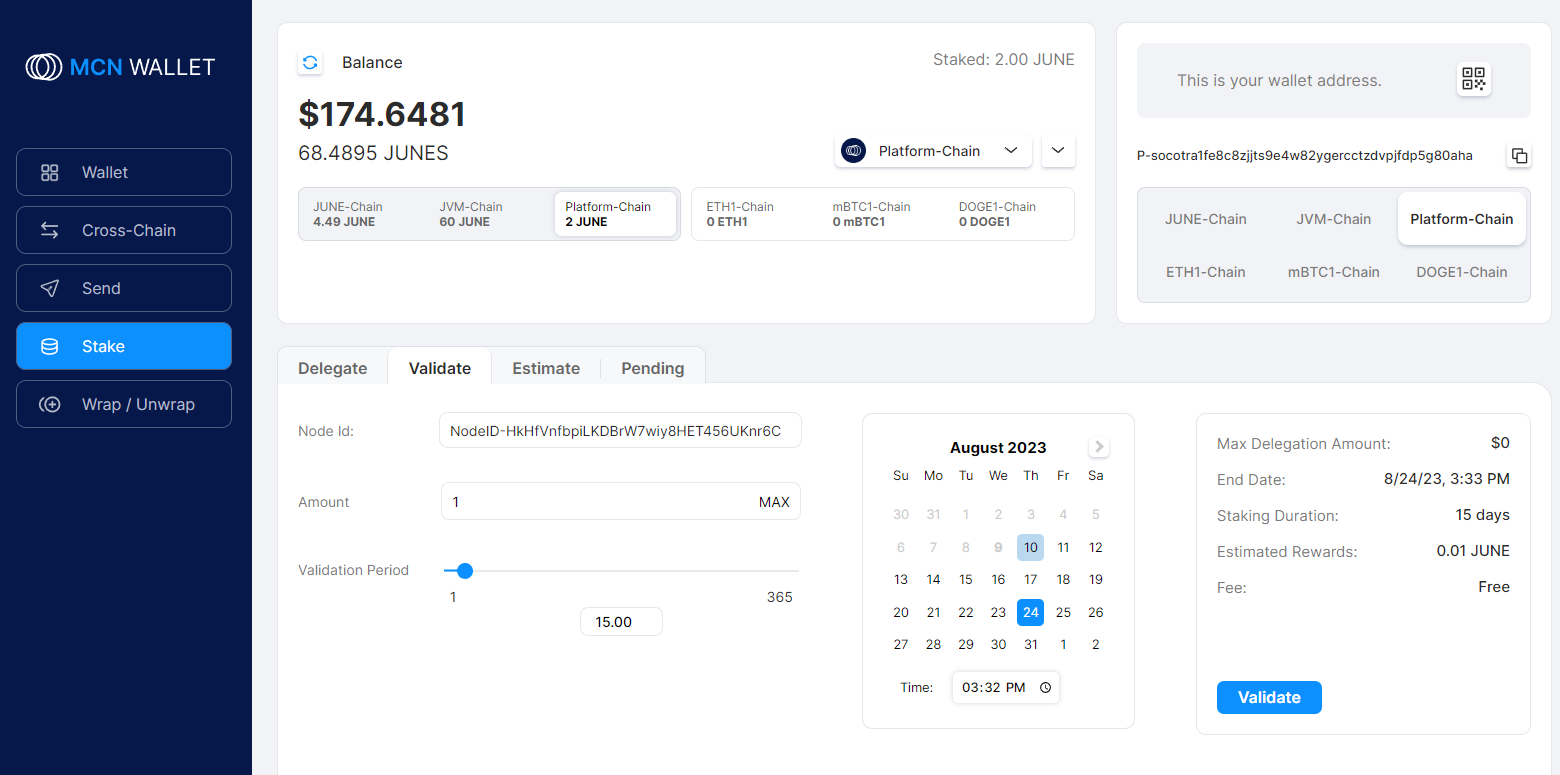 MCN WALLET
Wallet
Cross-Chain
Send
Stake
Wrap / Unwrap
Balance
Staked: 2.00 JUNE
$174.6481
68.4895 JUNES
Platform-Chain
JUNE-Chain JVM-Chain Platform-Chain ETH1-Chain mBTC1-Chain DOGE1-Chain
4.49 JUNE 60 JUNE 2 JUNE 0 ETH1 0 mBTC1 0 DOGE1
This is your wallet address.
P-socotra1fe8c8zjjts9e4w82ygercctzdvpjfdp5g80aha
JUNE-Chain JVM-Chain Platform-Chain
ETH1-Chain mBTC1-Chain DOGE1-Chain
Delegate Validate Estimate Pending
Node Id: NodeID-HkHfVnfbpiLKDBrW7wiy8HET456UKnr6C
Amount 1 MAX
Validation Period
1 365
15.00
August 2023
Su Mo Tu We Th Fr Sa
30 31 1 2 3 4 5
6 7 8 9 10 11 12
13 14 15 16 17 18 19
20 21 22 23 24 25 26
27 28 29 30 31 1 2
Time: 03:32 PM
Max Delegation Amount: $0
End Date: 8/24/23, 3:33 PM
Staking Duration: 15 days
Estimated Rewards: 0.01 JUNE
Fee: Free
Validate